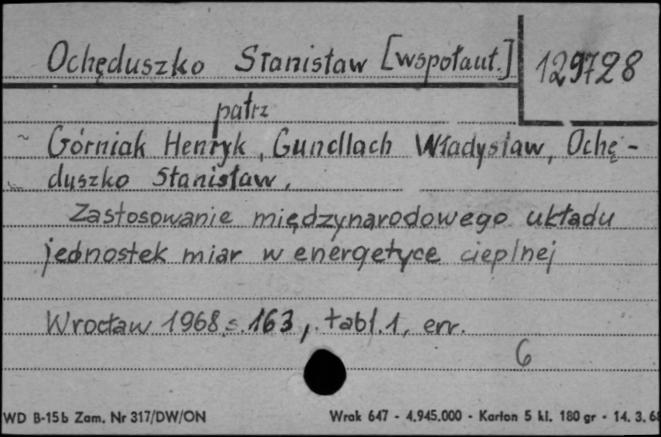 Ochęduszko Stanisław [współaut.] 129728
patrz
Górniak Henryk, Gundlach Władysław, Ochę-
duszko Stanisław,
Zastosowanie międzynarodowego układu
jednostek miar w energetyce cieplnej
Wrocław 1968, s. 163, tabl. 1, err.
6
WD B-15b Zam. Nr 317/DW/ON Wrak 647 - 4.945.000 - Karton 5 kl. 180 gr - 14. 3. 68